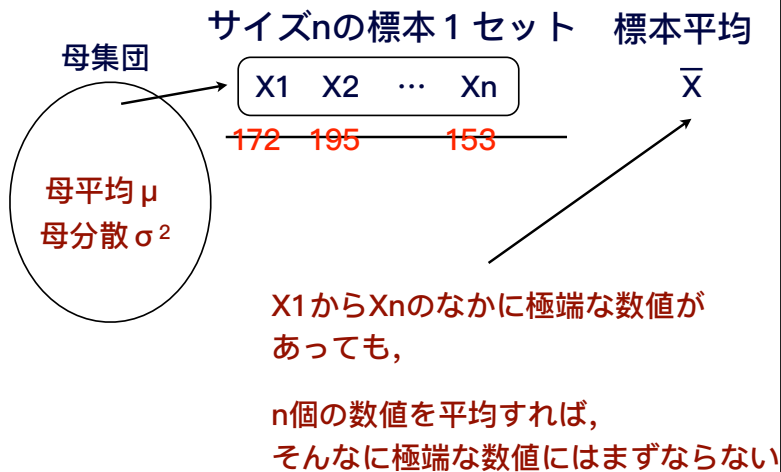 サイズnの標本1セット
標本平均
母集団
X1 X2 … Xn
X̅
172 195 153
母平均μ
母分散σ²
X1からXnのなかに極端な数値が
あっても,
n個の数値を平均すれば,
そんなに極端な数値にはまずならない